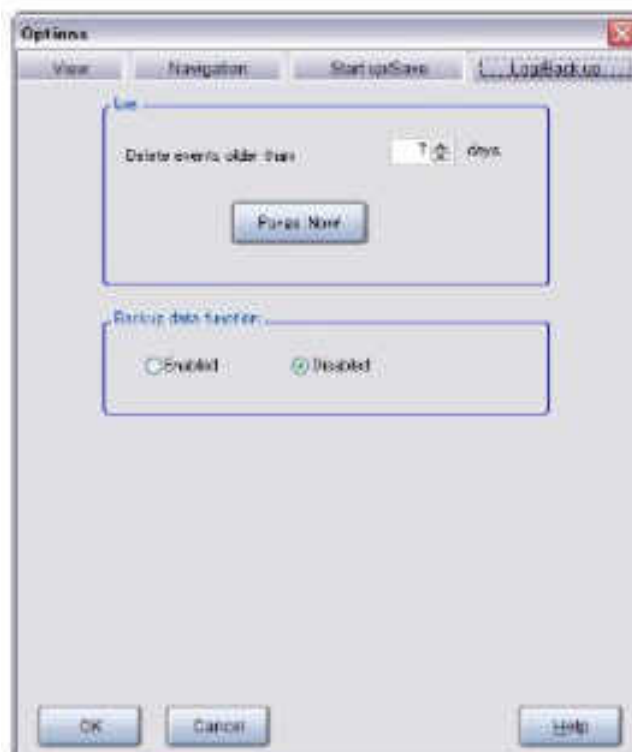 Options
View Navigation Start up/Save Log/Back up
Log
Delete events older than 7 days
Purge Now!
Backup data function
Enabled Disabled
OK Cancel Help